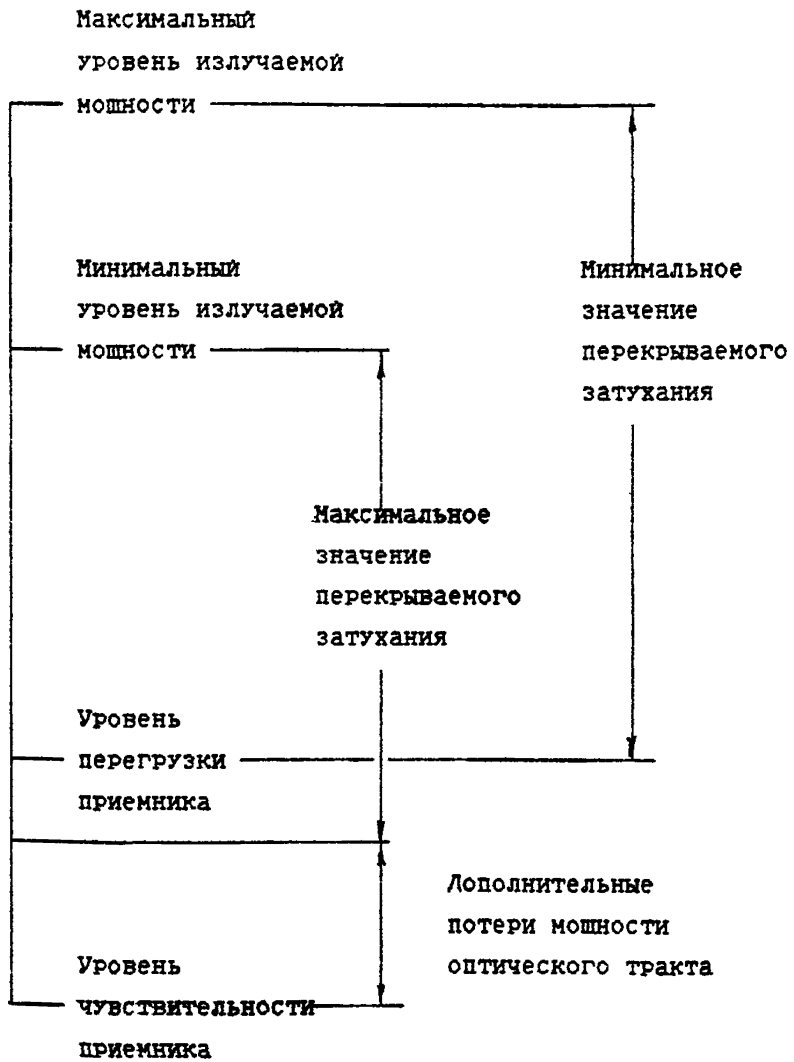 Максимальный
уровень излучаемой
мощности
Минимальный
уровень излучаемой
мощности
Минимальное
значение
перекрываемого
затухания
Максимальное
значение
перекрываемого
затухания
Уровень
перегрузки
приемника
Дополнительные
потери мощности
оптического тракта
Уровень
чувствительности
приемника